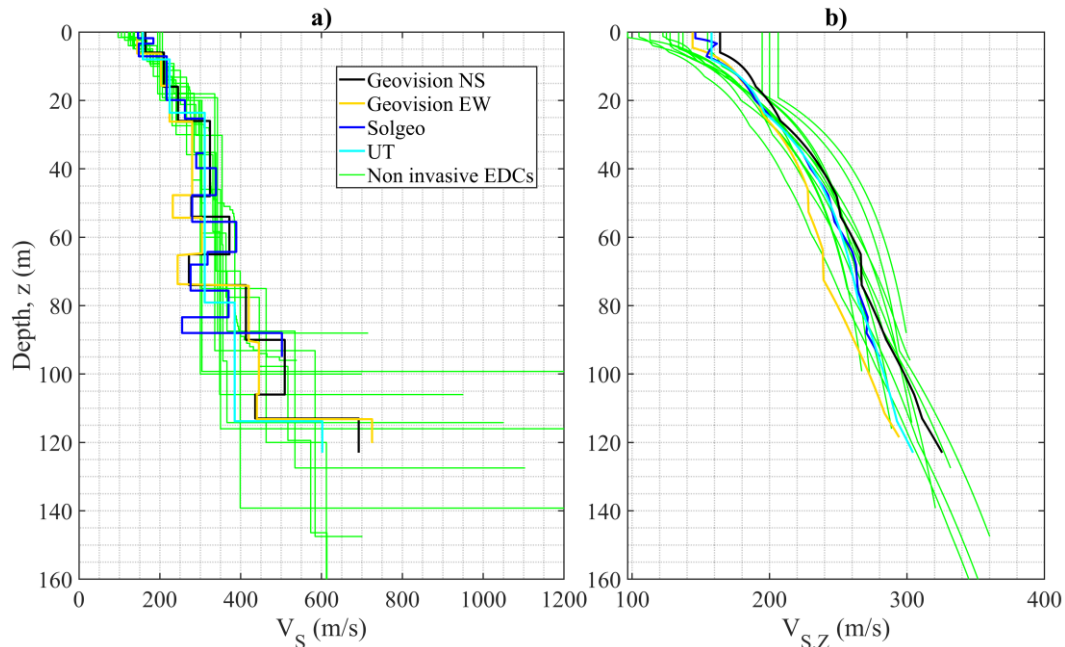 a)
b)
0
20
40
60
80
100
120
140
160
Depth, z (m)
0 200 400 600 800 1000 1200
V_S (m/s)
Geovision NS
Geovision EW
Solgeo
UT
Non invasive EDCs
0
20
40
60
80
100
120
140
160
100 200 300 400
V_S,Z (m/s)